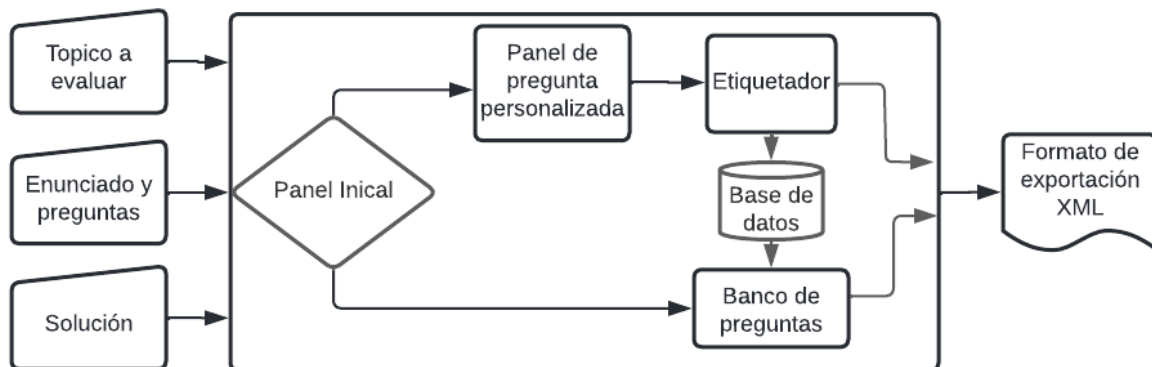 Topico a
evaluar
Enunciado y
preguntas
Solución
Panel Inical
Panel de
pregunta
personalizada
Etiquetador
Base de
datos
Banco de
preguntas
Formato de
exportación
XML